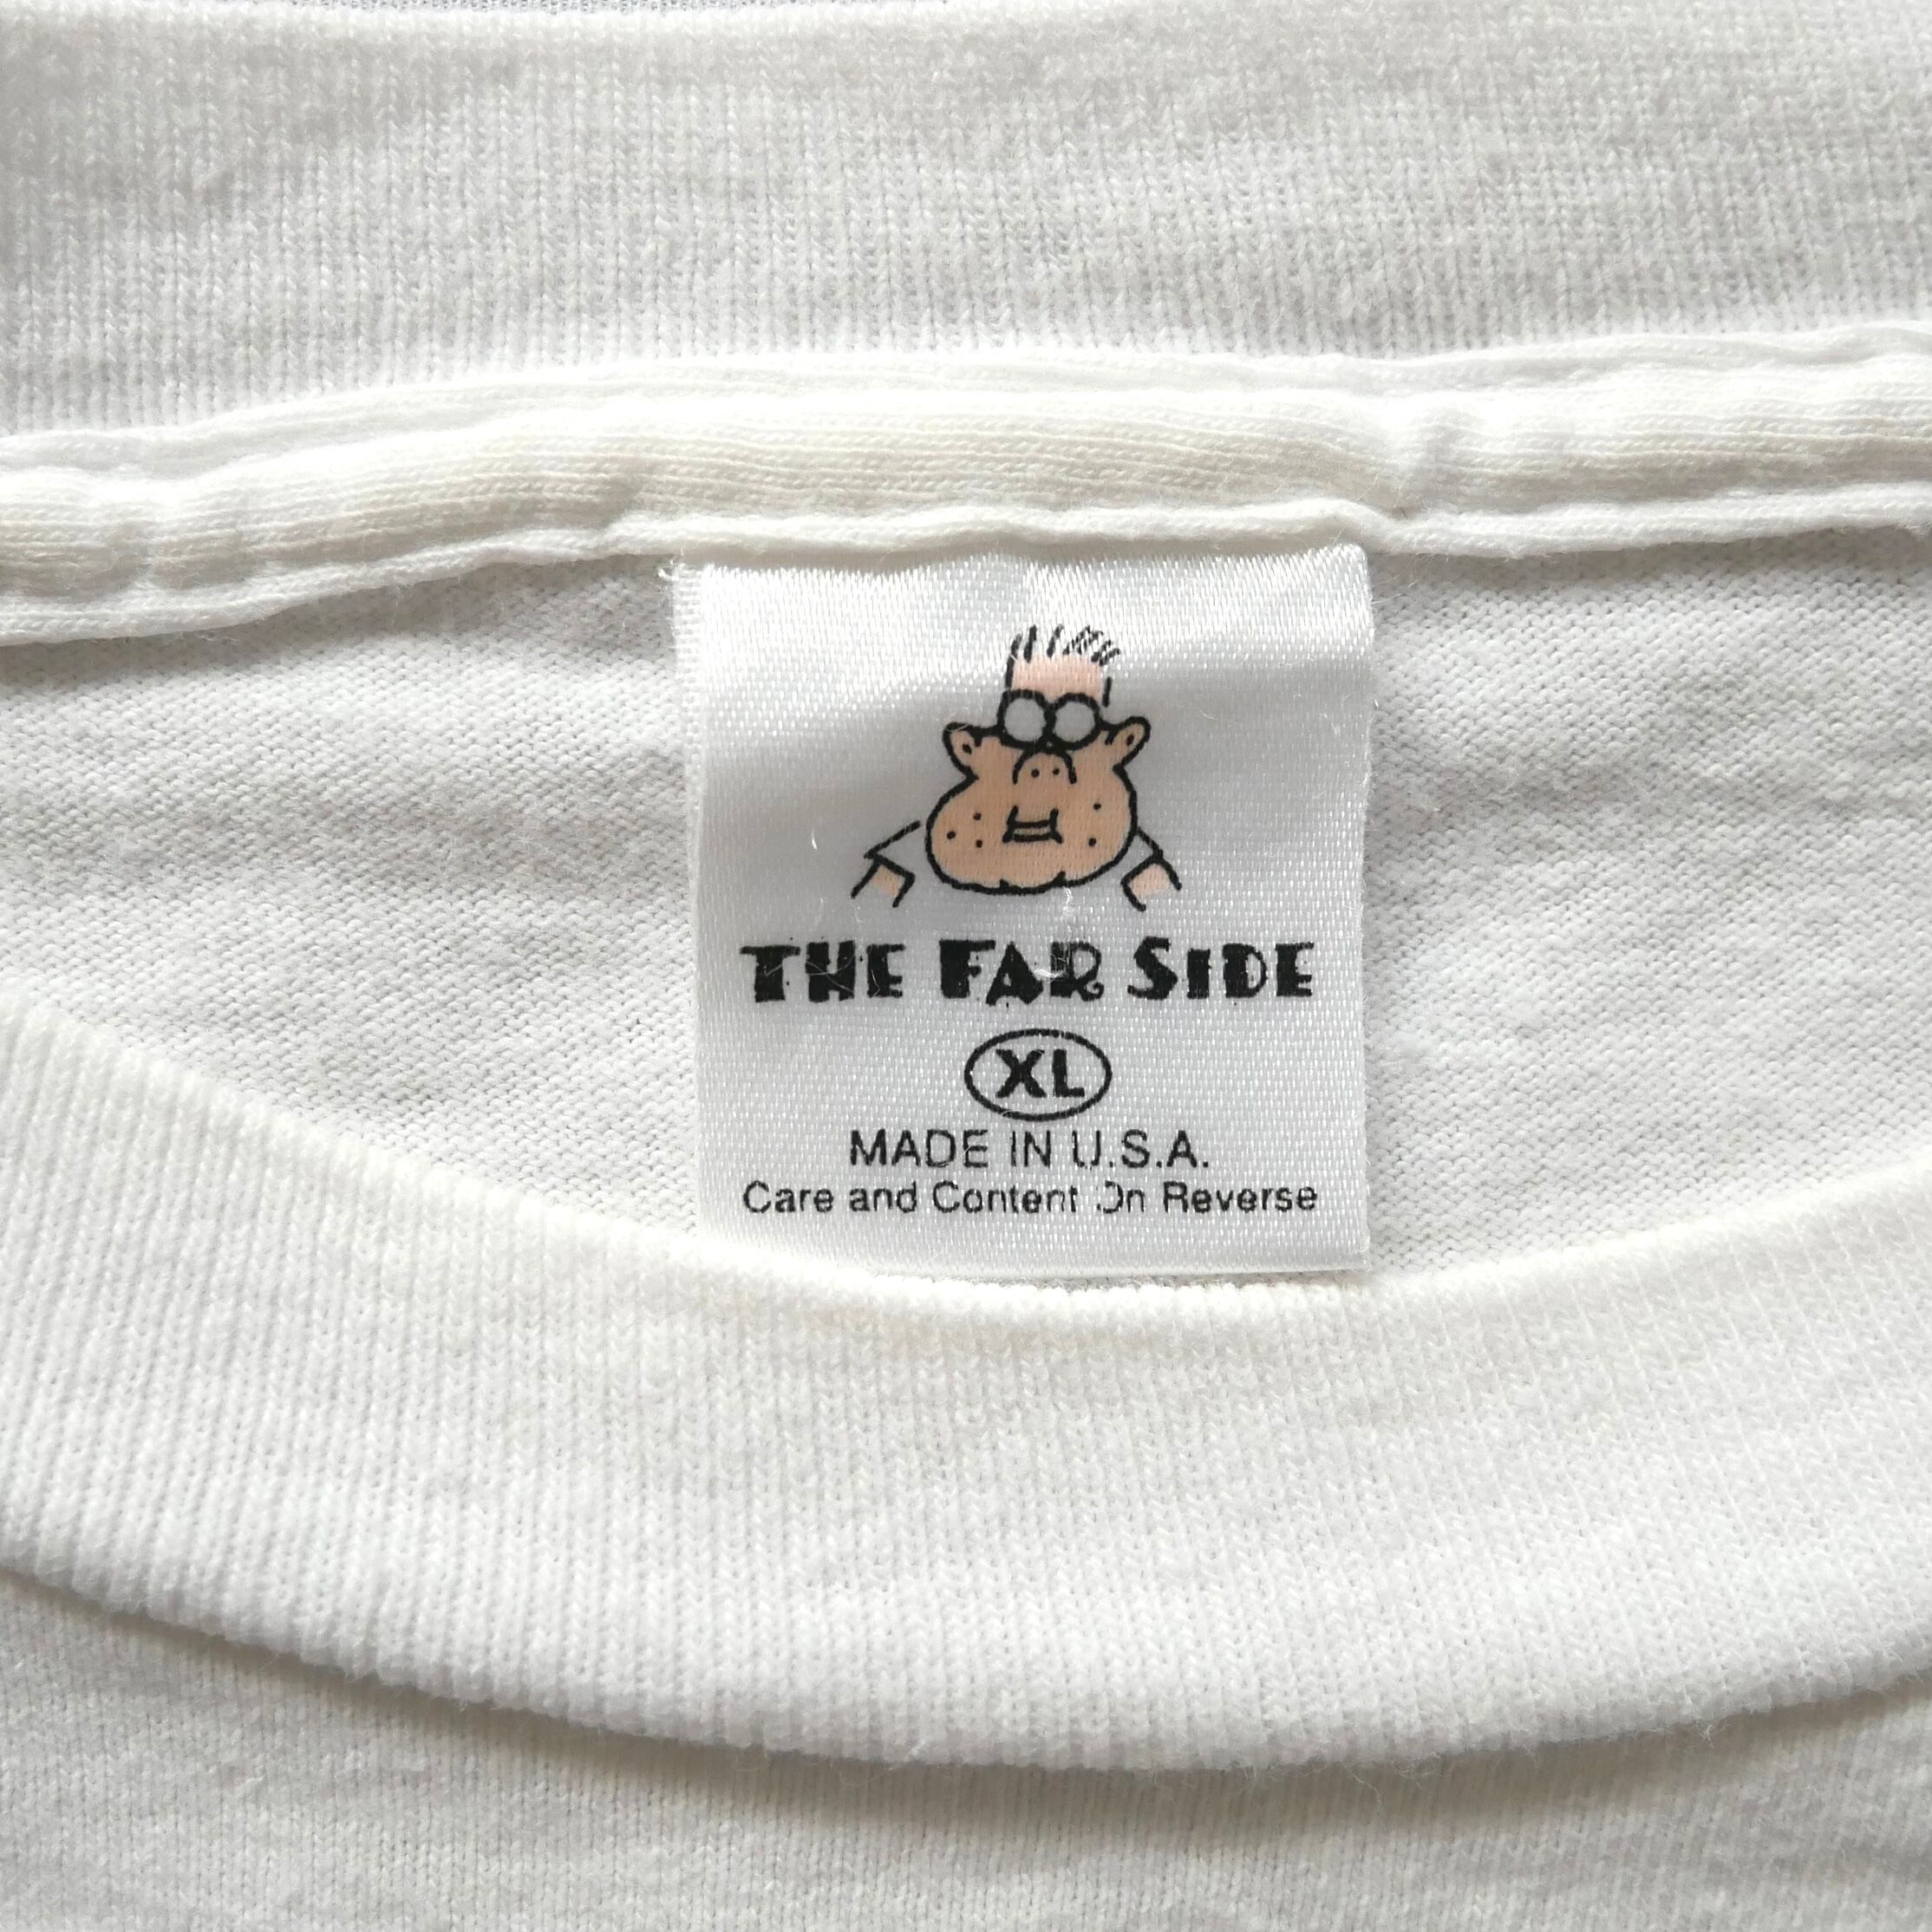 THE FAR SIDE
XL
MADE IN U.S.A.
Care and Content On Reverse